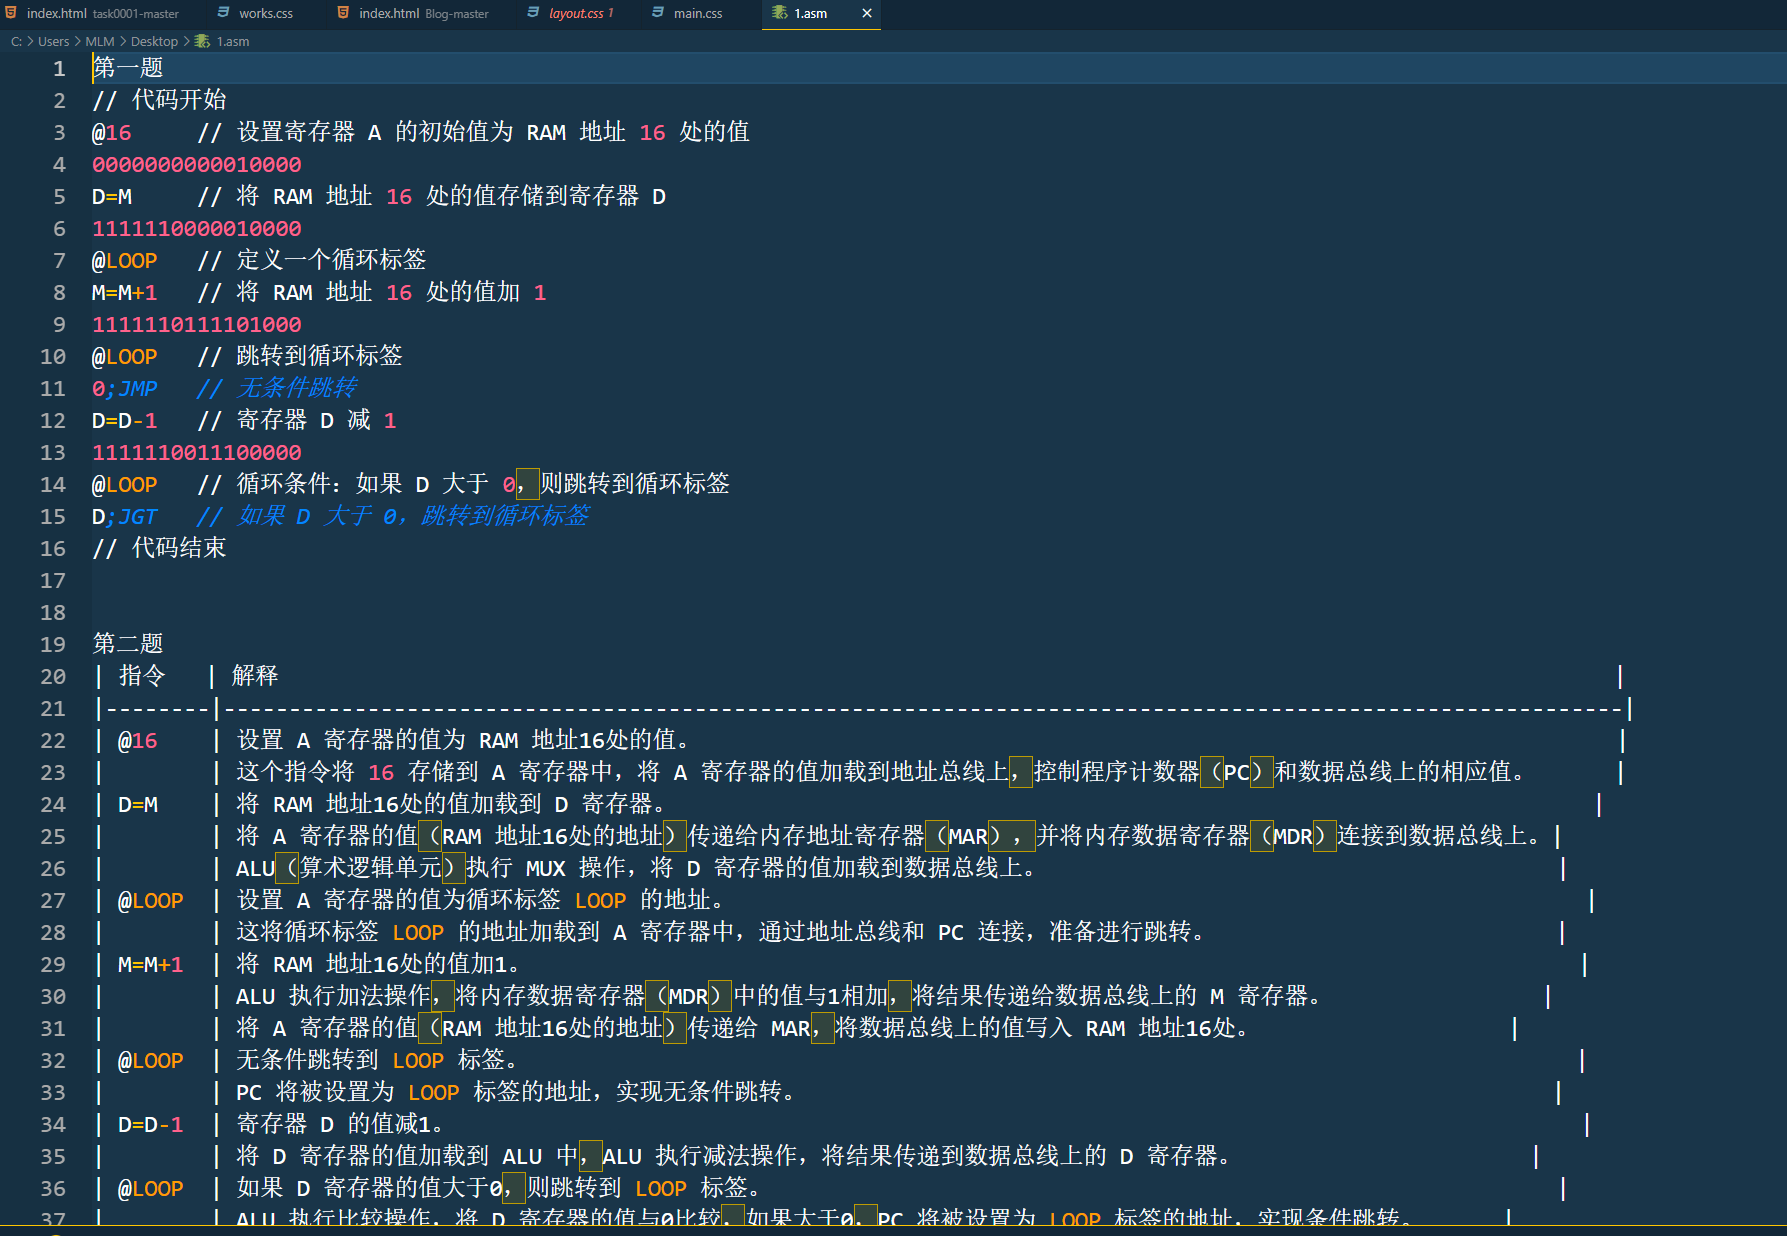 index.html task0001-master works.css index.html Blog-master layout.css 1 main.css 1.asm ×
C: > Users > MLM > Desktop > 1.asm
1 第一题
2 // 代码开始
3 @16 // 设置寄存器 A 的初始值为 RAM 地址 16 处的值
4 0000000000010000
5 D=M // 将 RAM 地址 16 处的值存储到寄存器 D
6 1111110000010000
7 @LOOP // 定义一个循环标签
8 M=M+1 // 将 RAM 地址 16 处的值加 1
9 1111110111101000
10 @LOOP // 跳转到循环标签
11 0;JMP // 无条件跳转
12 D=D-1 // 寄存器 D 减 1
13 1111110011100000
14 @LOOP // 循环条件：如果 D 大于 0，则跳转到循环标签
15 D;JGT // 如果 D 大于 0，跳转到循环标签
16 // 代码结束
17
18
19 第二题
20 | 指令 | 解释 |
21 |--------|-----------------------------------------------------------------------------------------------------------|
22 | @16 | 设置 A 寄存器的值为 RAM 地址16处的值。 |
23 | | 这个指令将 16 存储到 A 寄存器中，将 A 寄存器的值加载到地址总线上，控制程序计数器（PC）和数据总线上的相应值。 |
24 | D=M | 将 RAM 地址16处的值加载到 D 寄存器。 |
25 | | 将 A 寄存器的值（RAM 地址16处的地址）传递给内存地址寄存器（MAR），并将内存数据寄存器（MDR）连接到数据总线上。|
26 | | ALU（算术逻辑单元）执行 MUX 操作，将 D 寄存器的值加载到数据总线上。 |
27 | @LOOP | 设置 A 寄存器的值为循环标签 LOOP 的地址。 |
28 | | 这将循环标签 LOOP 的地址加载到 A 寄存器中，通过地址总线和 PC 连接，准备进行跳转。 |
29 | M=M+1 | 将 RAM 地址16处的值加1。 |
30 | | ALU 执行加法操作，将内存数据寄存器（MDR）中的值与1相加，将结果传递给数据总线上的 M 寄存器。 |
31 | | 将 A 寄存器的值（RAM 地址16处的地址）传递给 MAR，将数据总线上的值写入 RAM 地址16处。 |
32 | @LOOP | 无条件跳转到 LOOP 标签。 |
33 | | PC 将被设置为 LOOP 标签的地址，实现无条件跳转。 |
34 | D=D-1 | 寄存器 D 的值减1。 |
35 | | 将 D 寄存器的值加载到 ALU 中，ALU 执行减法操作，将结果传递到数据总线上的 D 寄存器。 |
36 | @LOOP | 如果 D 寄存器的值大于0，则跳转到 LOOP 标签。 |
37 | | ALU 执行比较操作，将 D 寄存器的值与0比较，如果大于0，PC 将被设置为 LOOP 标签的地址，实现条件跳转。 |